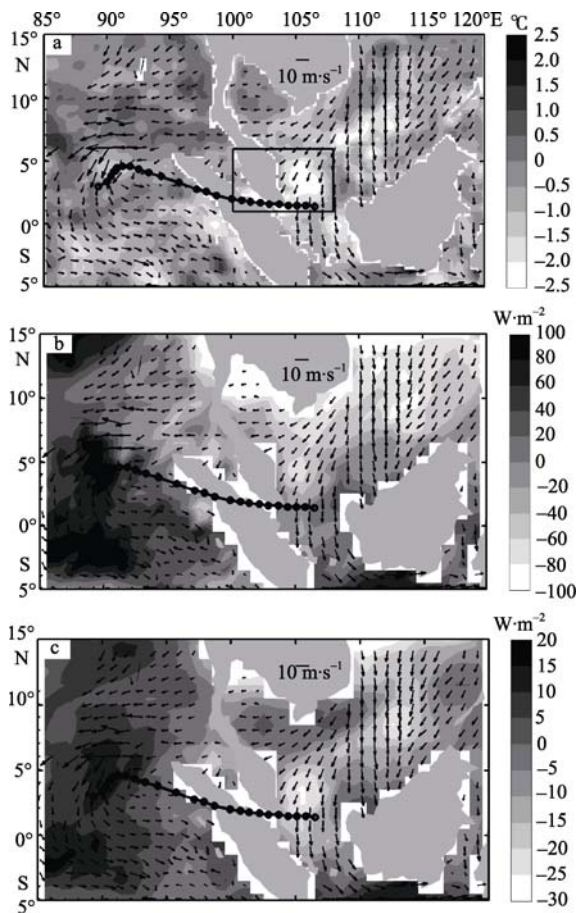 85° 90° 95° 100° 105° 110° 115° 120°E °C
15° a 2.5
N 10 m·s⁻¹ 2.0
10° 1.5
1.0
0.5
5° 0
−0.5
0° −1.0
−1.5
S −2.0
5° −2.5
W·m⁻²
15° b 100
N 10 m·s⁻¹ 80
10° 60
40
20
5° 0
−20
0° −40
−60
S −80
5° −100
W·m⁻²
15° c 20
N 10 m·s⁻¹ 15
10° 10
5
0
5° −5
−10
0° −15
−20
S −25
5° −30